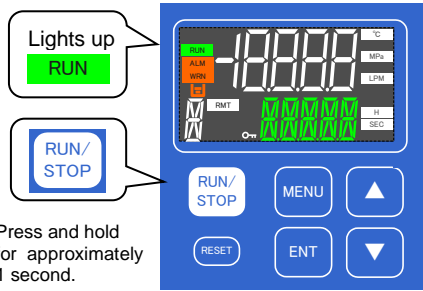 Lights up
RUN
RUN/
STOP
Press and hold
for approximately
1 second.
RUN
ALM
WRN
°C
MPa
LPM
RMT
H
SEC
RUN/
STOP
MENU
RESET
ENT